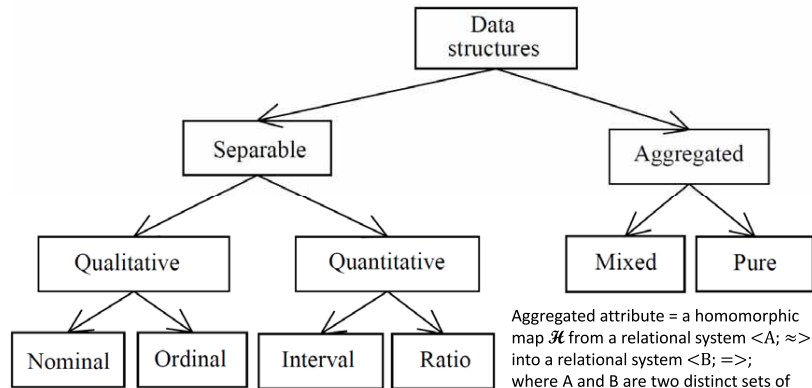 Data
structures
Separable
Aggregated
Qualitative
Quantitative
Mixed
Pure
Nominal
Ordinal
Interval
Ratio
Aggregated attribute = a homomorphic
map ℋ from a relational system <A; ≈>
into a relational system <B; =>;
where A and B are two distinct sets of